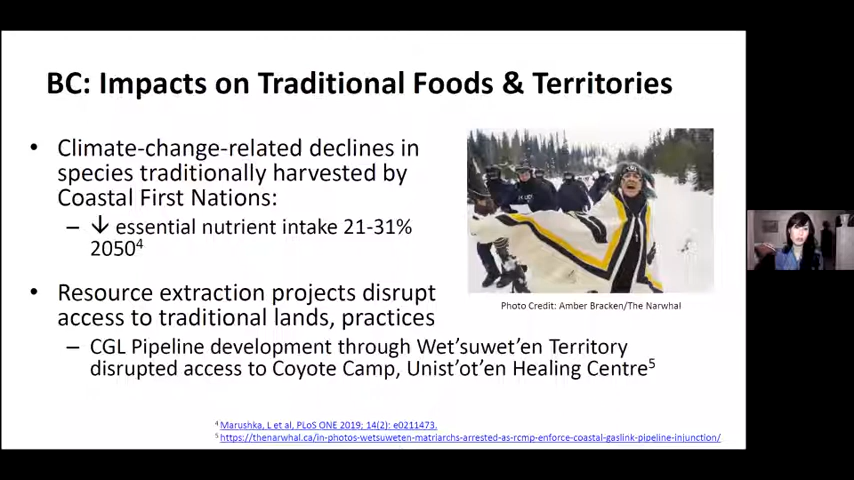 BC: Impacts on Traditional Foods & Territories
• Climate-change-related declines in
species traditionally harvested by
Coastal First Nations:
– ↓ essential nutrient intake 21-31%
2050⁴
• Resource extraction projects disrupt
access to traditional lands, practices
– CGL Pipeline development through Wet'suwet'en Territory
disrupted access to Coyote Camp, Unist'ot'en Healing Centre⁵
Photo Credit: Amber Bracken/The Narwhal
⁴ Marushka, L et al, PLoS ONE 2019; 14(2): e0211473.
⁵ https://thenarwhal.ca/in-photos-wetsuweten-matriarchs-arrested-as-rcmp-enforce-coastal-gaslink-pipeline-injunction/